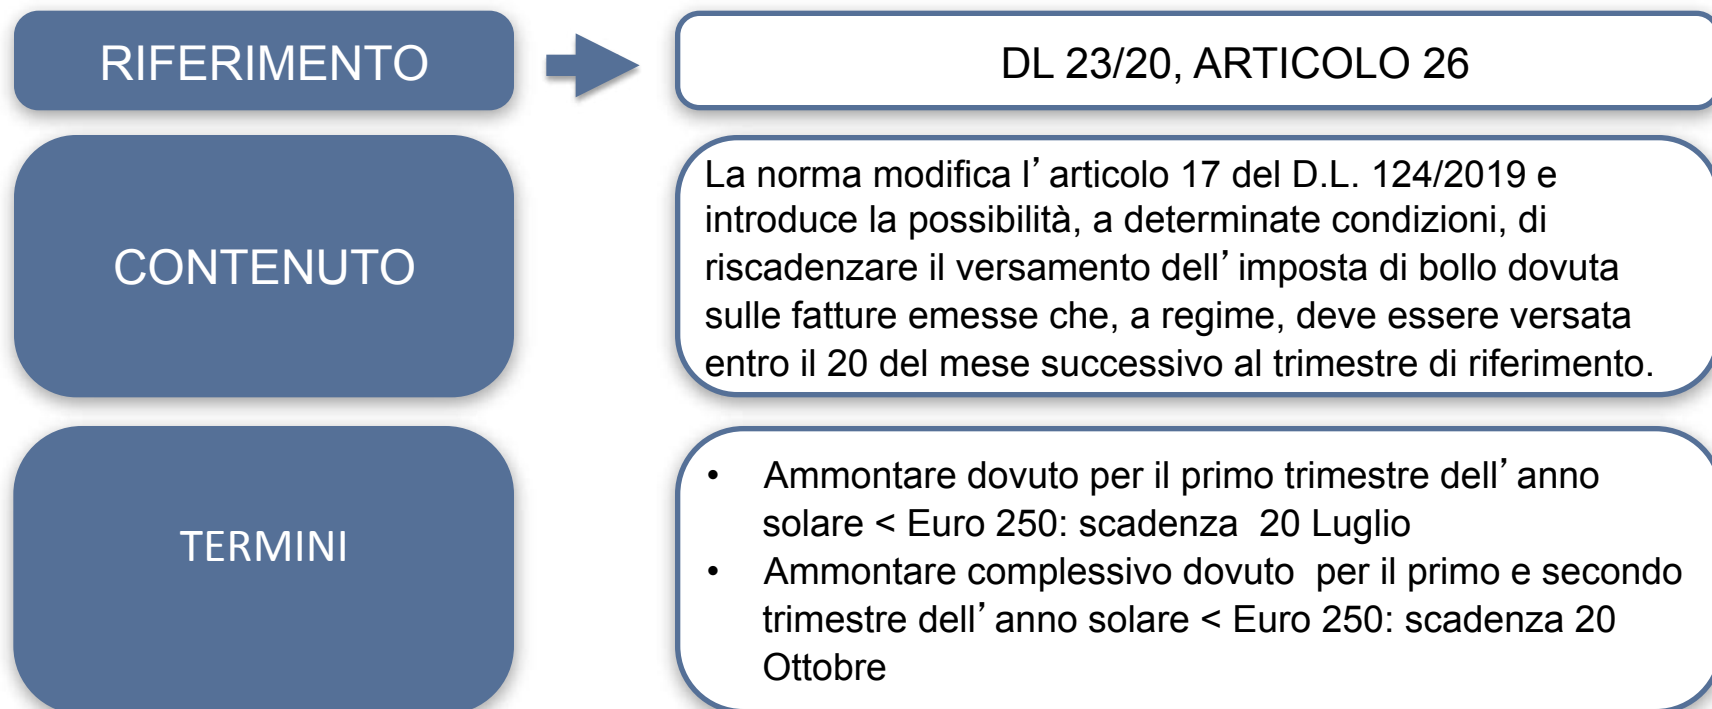 RIFERIMENTO
DL 23/20, ARTICOLO 26
CONTENUTO
La norma modifica l’articolo 17 del D.L. 124/2019 e
introduce la possibilità, a determinate condizioni, di
riscadenzare il versamento dell’imposta di bollo dovuta
sulle fatture emesse che, a regime, deve essere versata
entro il 20 del mese successivo al trimestre di riferimento.
TERMINI
• Ammontare dovuto per il primo trimestre dell’anno
solare < Euro 250: scadenza 20 Luglio
• Ammontare complessivo dovuto per il primo e secondo
trimestre dell’anno solare < Euro 250: scadenza 20
Ottobre